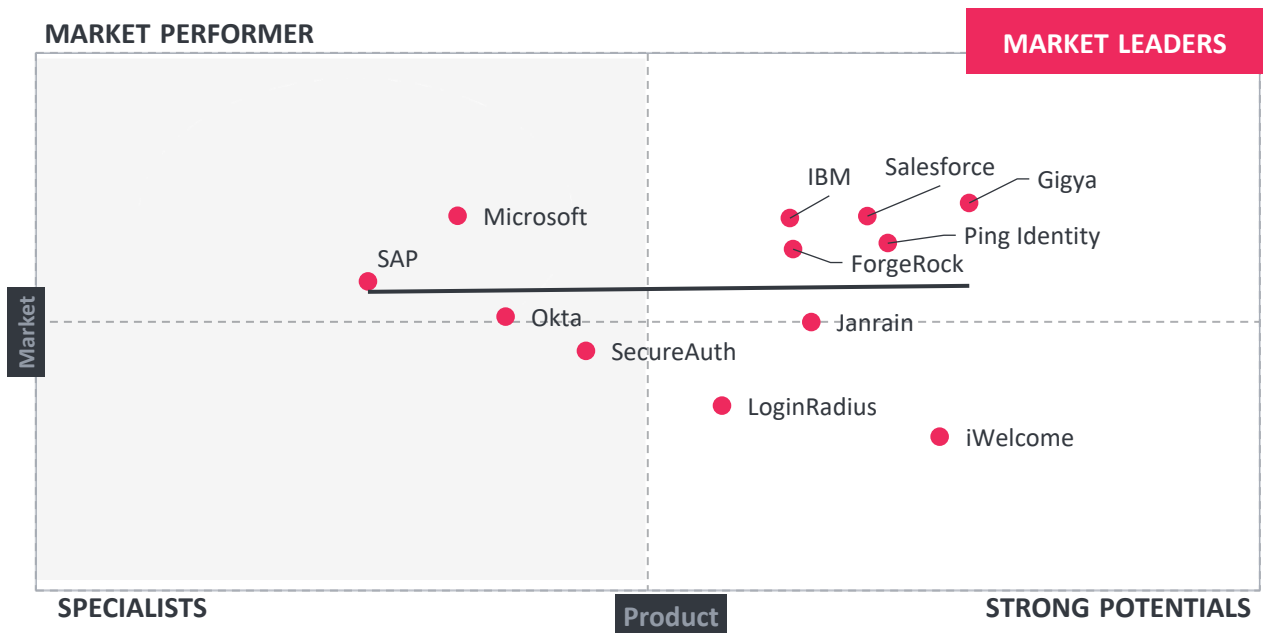 MARKET PERFORMER
MARKET LEADERS
Salesforce
IBM
Gigya
Microsoft
Ping Identity
SAP
ForgeRock
Okta
Janrain
Market
SecureAuth
LoginRadius
iWelcome
SPECIALISTS
Product
STRONG POTENTIALS